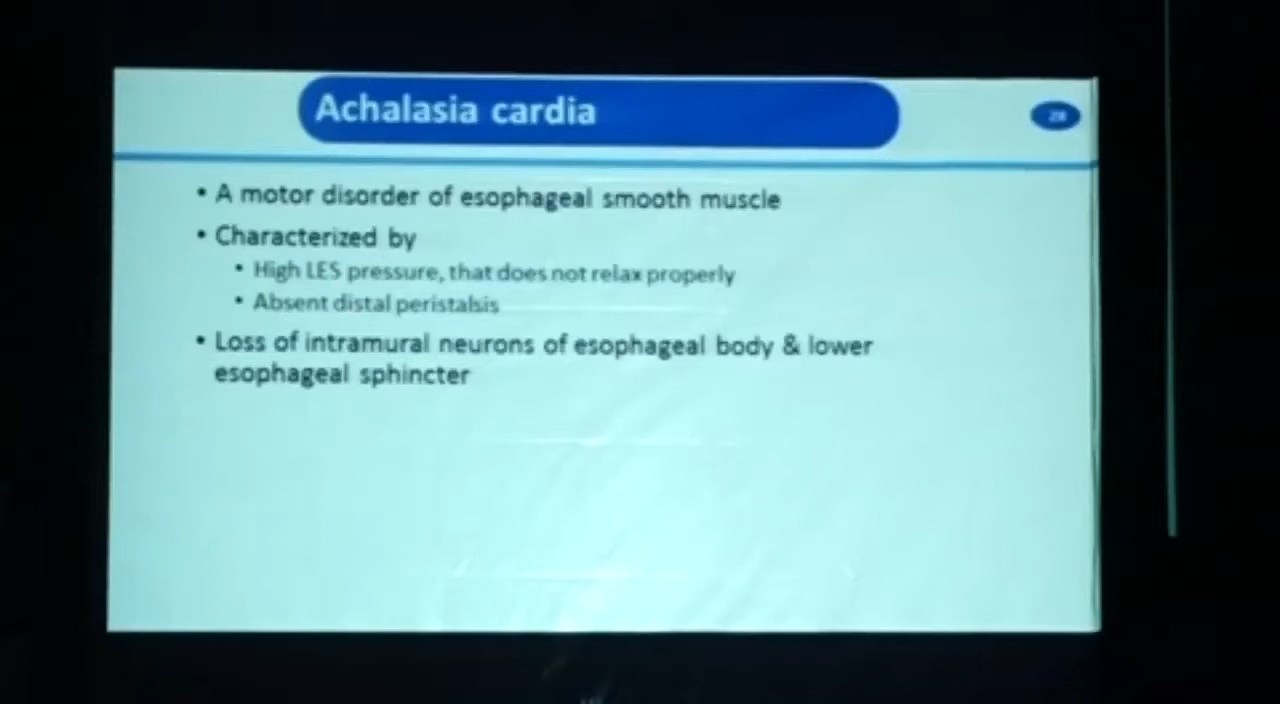 Achalasia cardia
28
• A motor disorder of esophageal smooth muscle
• Characterized by
• High LES pressure, that does not relax properly
• Absent distal peristalsis
• Loss of intramural neurons of esophageal body & lower
esophageal sphincter